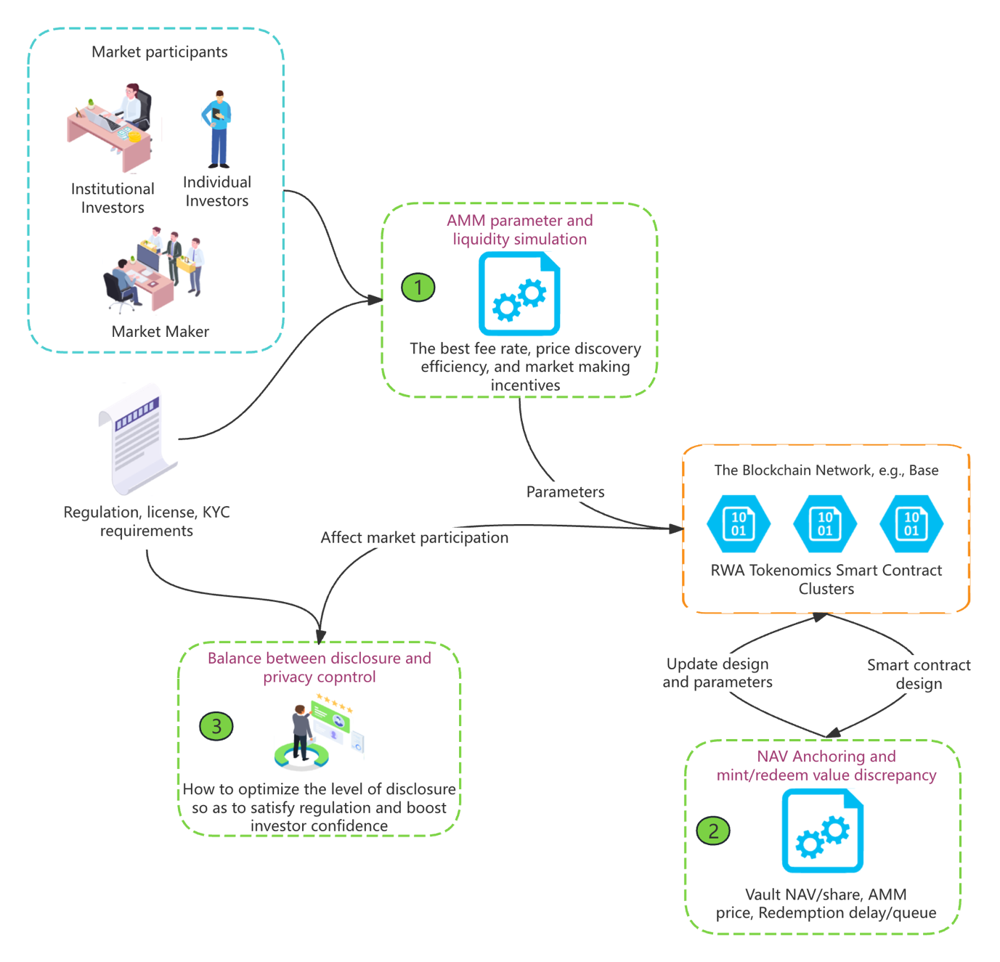 Market participants
Institutional
Investors
Individual
Investors
Market Maker
AMM parameter and
liquidity simulation
1
The best fee rate, price discovery
efficiency, and market making
incentives
Regulation, license, KYC
requirements
Parameters
Affect market participation
The Blockchain Network, e.g., Base
10
01
10
01
10
01
RWA Tokenomics Smart Contract
Clusters
Update design
and parameters
Smart contract
design
Balance between disclosure and
privacy copntrol
3
How to optimize the level of disclosure
so as to satisfy regulation and boost
investor confidence
NAV Anchoring and
mint/redeem value discrepancy
2
Vault NAV/share, AMM
price, Redemption delay/queue